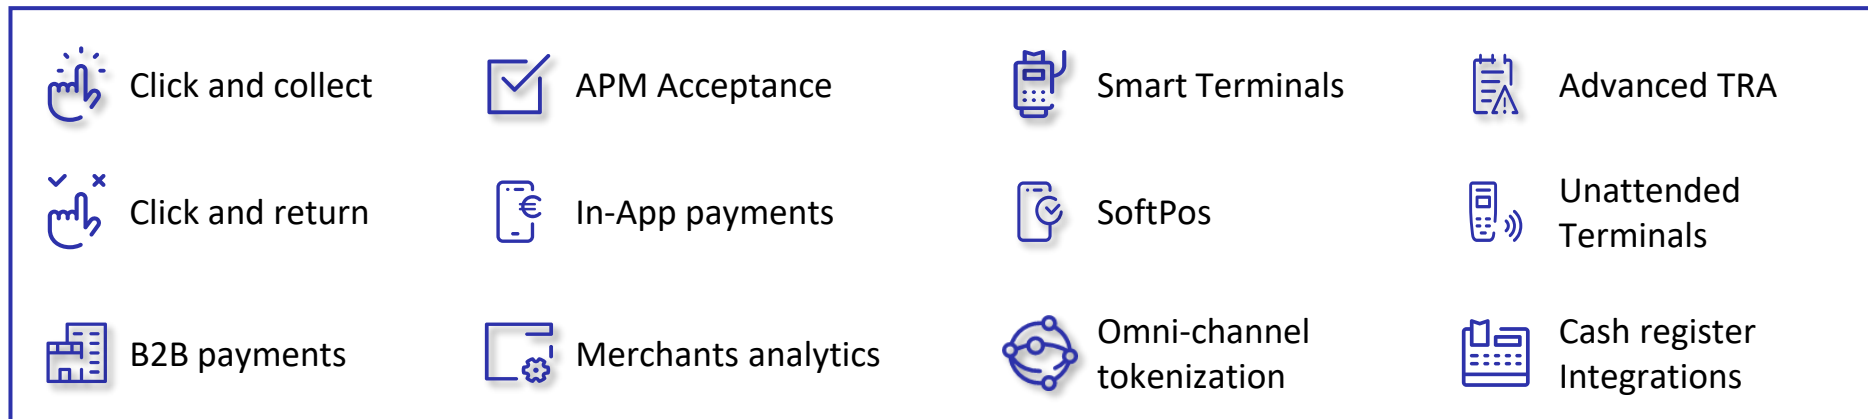 Click and collect
APM Acceptance
Smart Terminals
Advanced TRA
Click and return
In-App payments
SoftPos
Unattended
Terminals
B2B payments
Merchants analytics
Omni-channel
tokenization
Cash register
Integrations